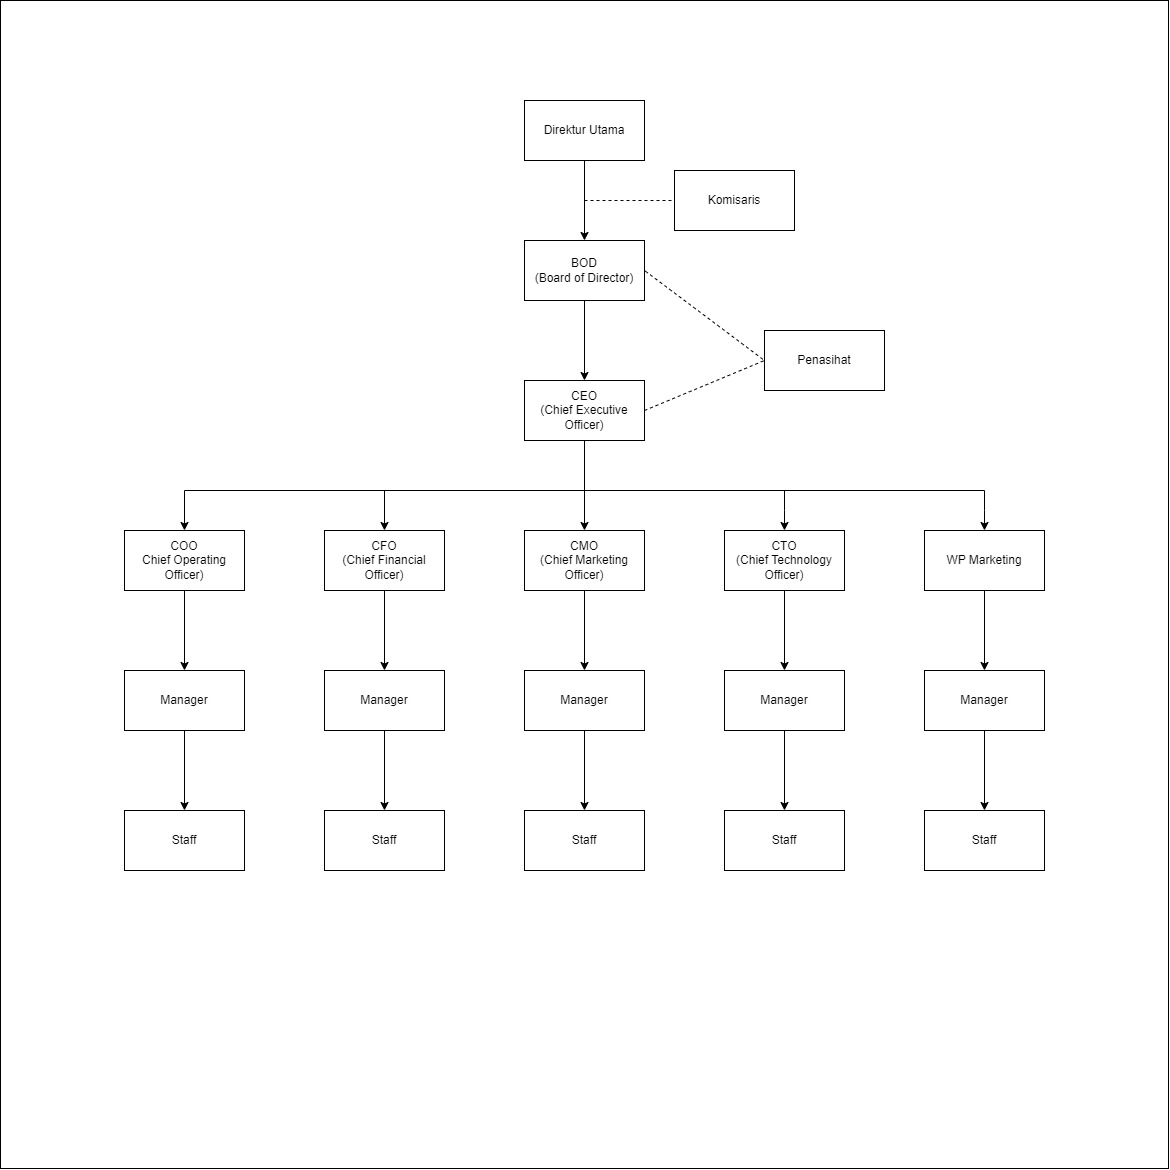 Direktur Utama
Komisaris
BOD
(Board of Director)
Penasihat
CEO
(Chief Executive
Officer)
COO
Chief Operating
Officer)
CFO
(Chief Financial
Officer)
CMO
(Chief Marketing
Officer)
CTO
(Chief Technology
Officer)
WP Marketing
Manager
Manager
Manager
Manager
Manager
Staff
Staff
Staff
Staff
Staff